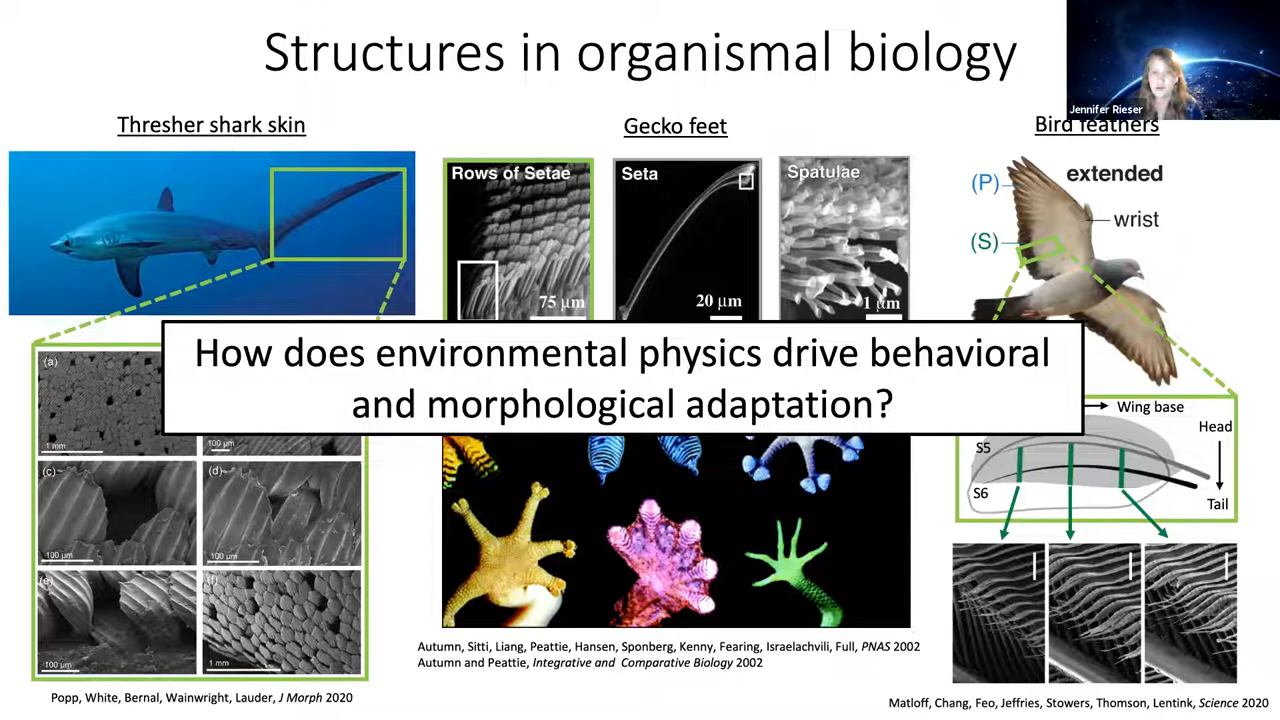 Structures in organismal biology
Jennifer Rieser
Thresher shark skin
Gecko feet
Bird feathers
Rows of Setae
75 µm
Seta
20 µm
Spatulae
1 µm
(P)
extended
wrist
(S)
How does environmental physics drive behavioral
and morphological adaptation?
(a)
1 mm
100 µm
(c)
100 µm
(d)
100 µm
(e)
100 µm
(f)
1 mm
Wing base
Head
S5
S6
Tail
Autumn, Sitti, Liang, Peattie, Hansen, Sponberg, Kenny, Fearing, Israelachvili, Full, PNAS 2002
Autumn and Peattie, Integrative and Comparative Biology 2002
Popp, White, Bernal, Wainwright, Lauder, J Morph 2020
Matloff, Chang, Feo, Jeffries, Stowers, Thomson, Lentink, Science 2020